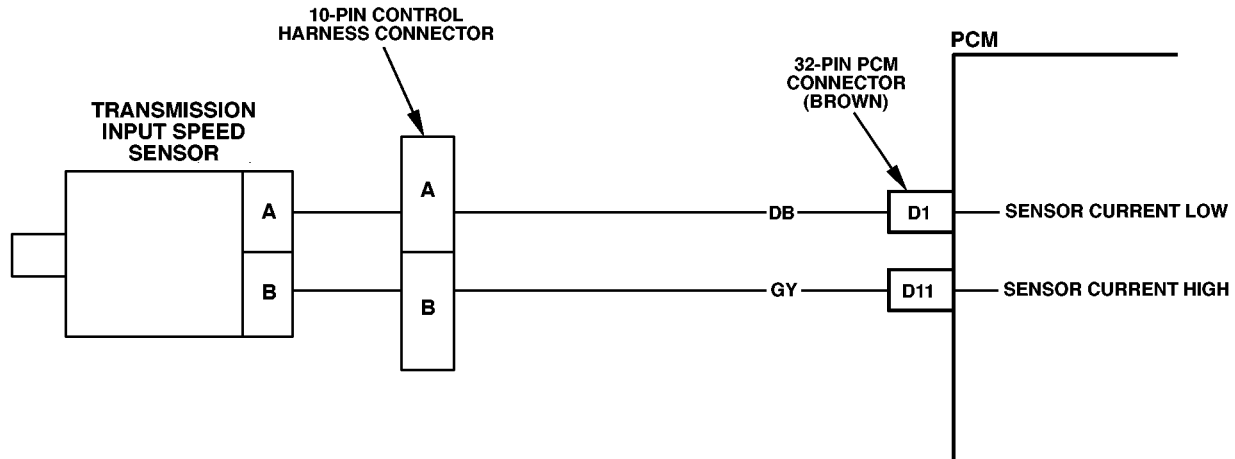 10-PIN CONTROL
HARNESS CONNECTOR
PCM
32-PIN PCM
CONNECTOR
(BROWN)
TRANSMISSION
INPUT SPEED
SENSOR
A
A
DB
D1
SENSOR CURRENT LOW
B
B
GY
D11
SENSOR CURRENT HIGH